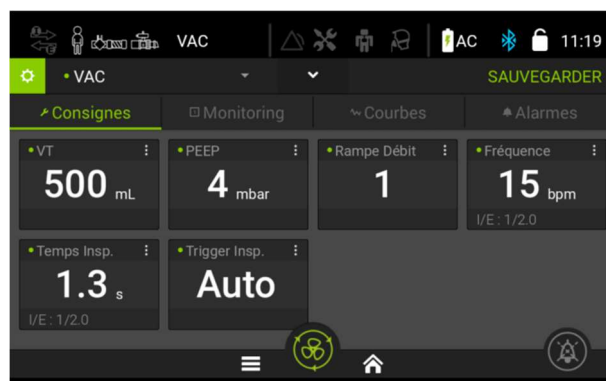 VAC AC 11:19
VAC SAUVEGARDER
Consignes Monitoring Courbes Alarmes
VT PEEP Rampe Débit Fréquence
500 mL 4 mbar 1 15 bpm
I/E : 1/2.0
Temps Insp. Trigger Insp.
1.3 s Auto
I/E : 1/2.0